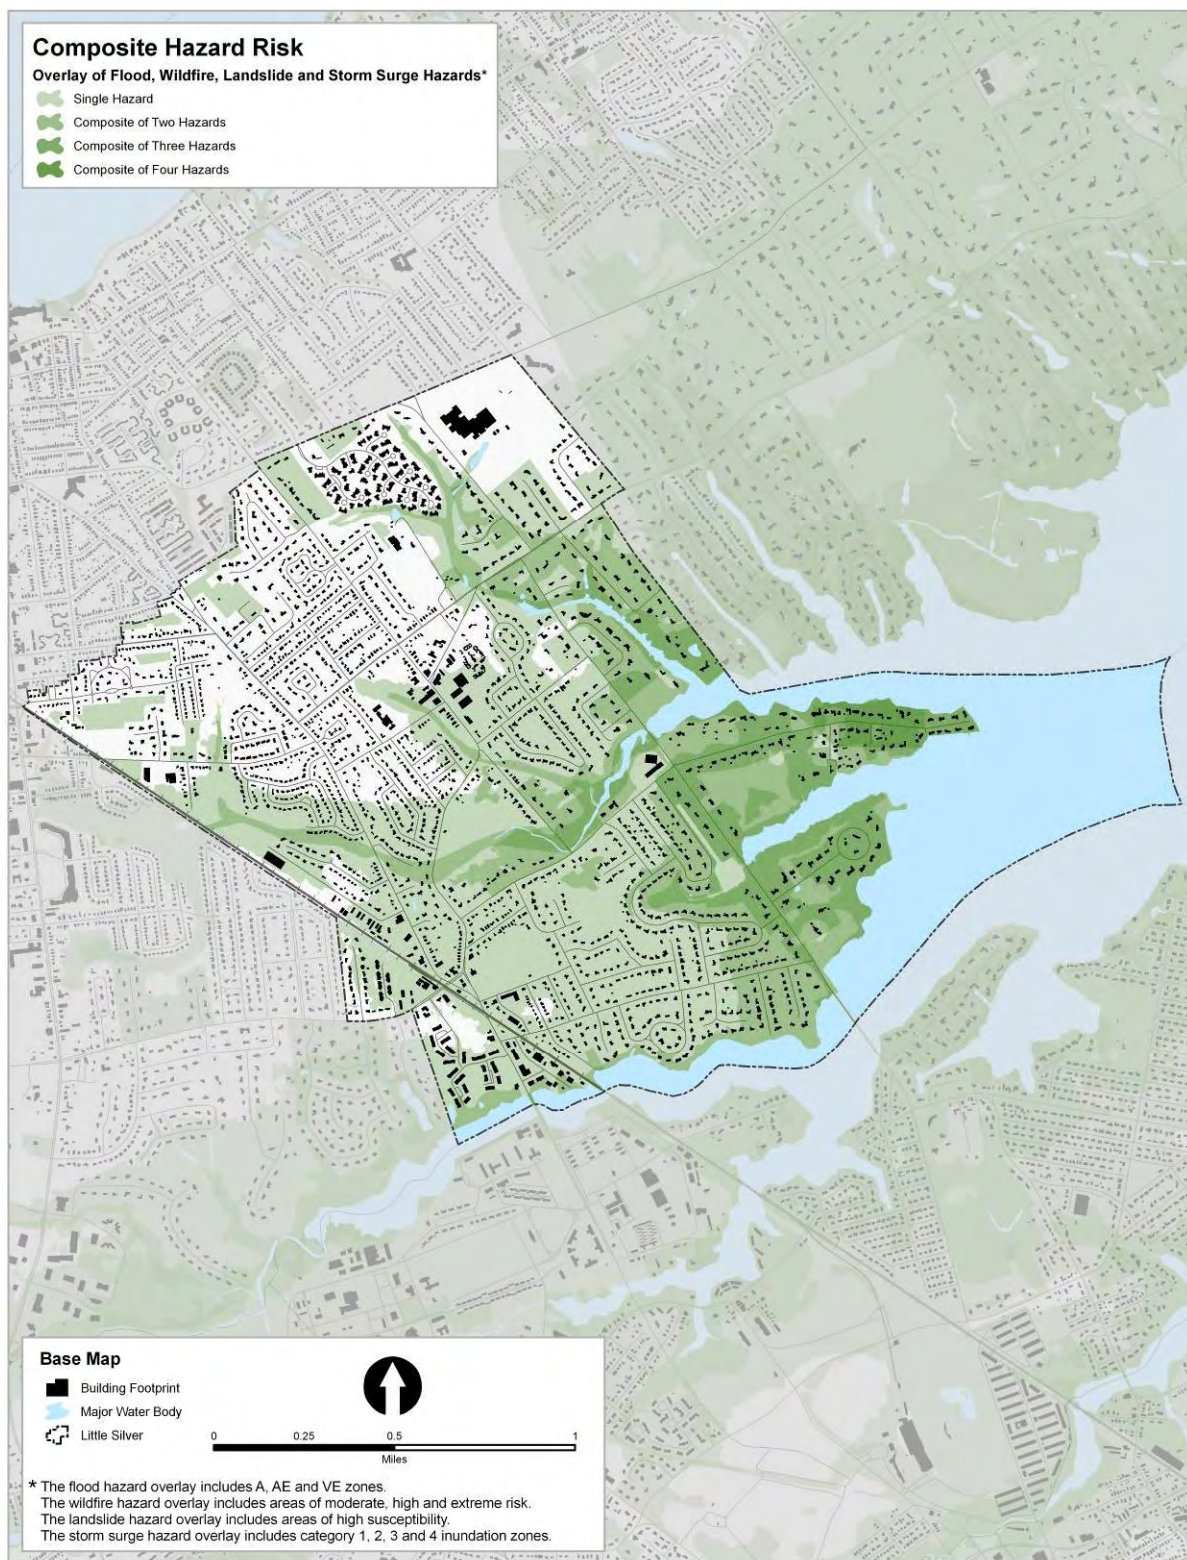 Composite Hazard Risk
Overlay of Flood, Wildfire, Landslide and Storm Surge Hazards*
Single Hazard
Composite of Two Hazards
Composite of Three Hazards
Composite of Four Hazards
Base Map
Building Footprint
Major Water Body
Little Silver
0 0.25 0.5 1
Miles
* The flood hazard overlay includes A, AE and VE zones.
The wildfire hazard overlay includes areas of moderate, high and extreme risk.
The landslide hazard overlay includes areas of high susceptibility.
The storm surge hazard overlay includes category 1, 2, 3 and 4 inundation zones.